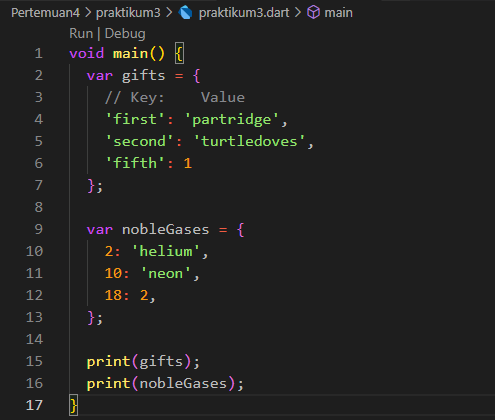 Pertemuan4 > praktikum3 > praktikum3.dart > main
Run | Debug
1 void main() {
2   var gifts = {
3     // Key:    Value
4     'first': 'partridge',
5     'second': 'turtledoves',
6     'fifth': 1
7   };
8
9   var nobleGases = {
10     2: 'helium',
11     10: 'neon',
12     18: 2,
13   };
14
15   print(gifts);
16   print(nobleGases);
17 }